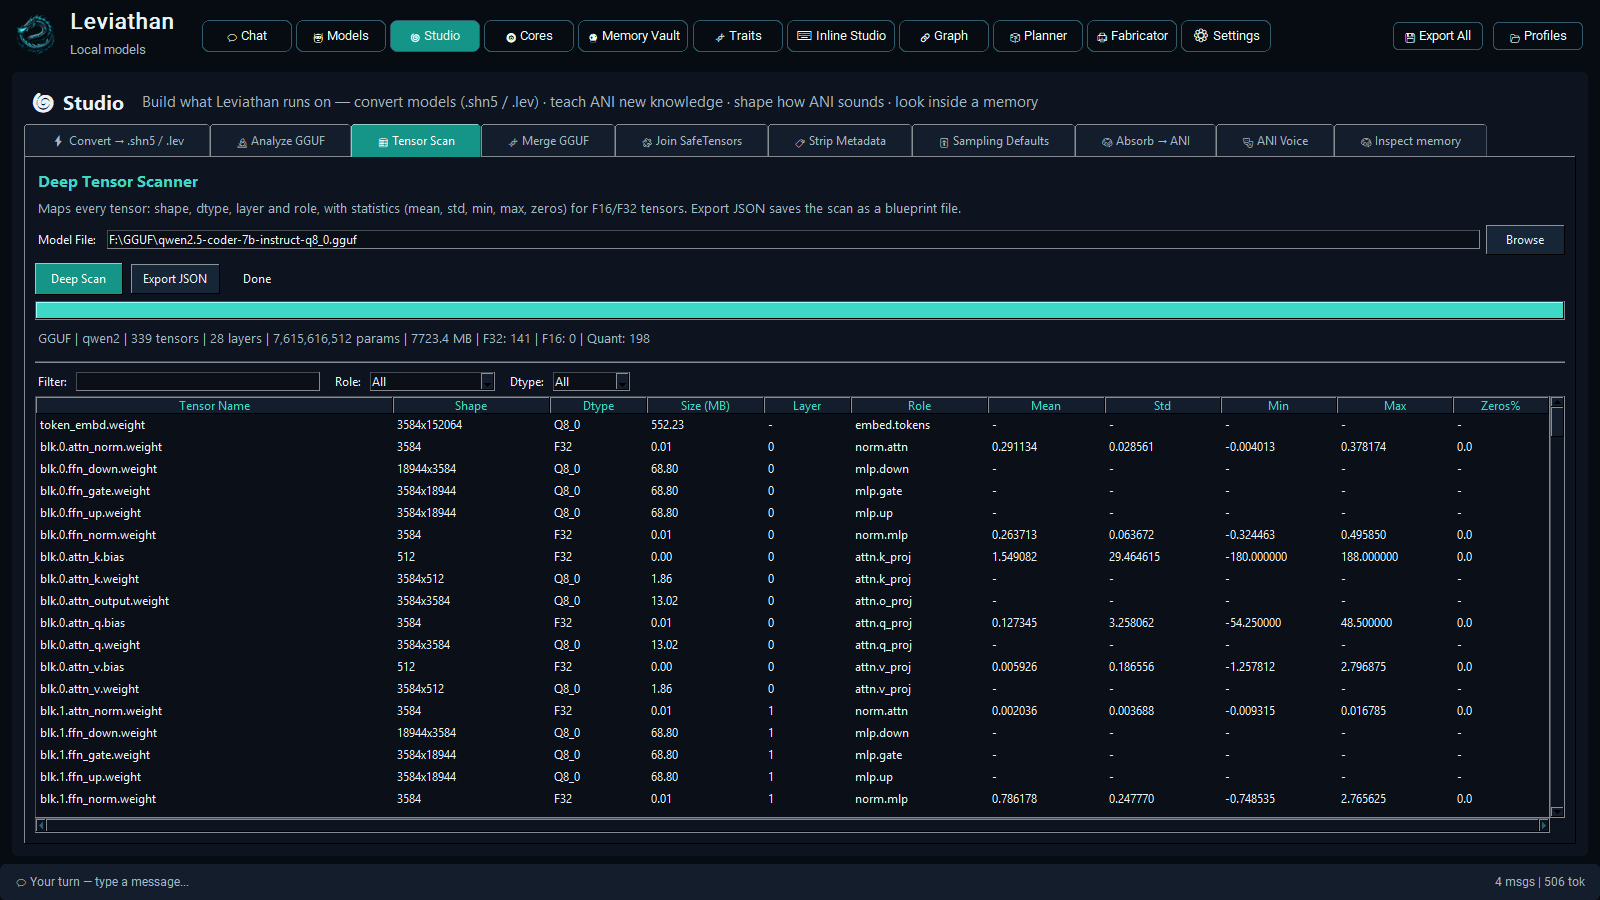 Leviathan
Local models
Chat
Models
Studio
Cores
Memory Vault
Traits
Inline Studio
Graph
Planner
Fabricator
Settings
Export All
Profiles
Studio Build what Leviathan runs on — convert models (.shn5 / .lev) · teach ANI new knowledge · shape how ANI sounds · look inside a memory
Convert → .shn5 / .lev
Analyze GGUF
Tensor Scan
Merge GGUF
Join SafeTensors
Strip Metadata
Sampling Defaults
Absorb → ANI
ANI Voice
Inspect memory
Deep Tensor Scanner
Maps every tensor: shape, dtype, layer and role, with statistics (mean, std, min, max, zeros) for F16/F32 tensors. Export JSON saves the scan as a blueprint file.
Model File: F:\GGUF\qwen2.5-coder-7b-instruct-q8_0.gguf Browse
Deep Scan Export JSON Done
GGUF | qwen2 | 339 tensors | 28 layers | 7,615,616,512 params | 7723.4 MB | F32: 141 | F16: 0 | Quant: 198
Filter: Role: All Dtype: All
Tensor Name Shape Dtype Size (MB) Layer Role Mean Std Min Max Zeros%
token_embd.weight 3584x152064 Q8_0 552.23 - embed.tokens - - - - -
blk.0.attn_norm.weight 3584 F32 0.01 0 norm.attn 0.291134 0.028561 -0.004013 0.378174 0.0
blk.0.ffn_down.weight 18944x3584 Q8_0 68.80 0 mlp.down - - - - -
blk.0.ffn_gate.weight 3584x18944 Q8_0 68.80 0 mlp.gate - - - - -
blk.0.ffn_up.weight 3584x18944 Q8_0 68.80 0 mlp.up - - - - -
blk.0.ffn_norm.weight 3584 F32 0.01 0 norm.mlp 0.263713 0.063672 -0.324463 0.495850 0.0
blk.0.attn_k.bias 512 F32 0.00 0 attn.k_proj 1.549082 29.464615 -180.000000 188.000000 0.0
blk.0.attn_k.weight 3584x512 Q8_0 1.86 0 attn.k_proj - - - - -
blk.0.attn_output.weight 3584x3584 Q8_0 13.02 0 attn.o_proj - - - - -
blk.0.attn_q.bias 3584 F32 0.01 0 attn.q_proj 0.127345 3.258062 -54.250000 48.500000 0.0
blk.0.attn_q.weight 3584x3584 Q8_0 13.02 0 attn.q_proj - - - - -
blk.0.attn_v.bias 512 F32 0.00 0 attn.v_proj 0.005926 0.186556 -1.257812 2.796875 0.0
blk.0.attn_v.weight 3584x512 Q8_0 1.86 0 attn.v_proj - - - - -
blk.1.attn_norm.weight 3584 F32 0.01 1 norm.attn 0.002036 0.003688 -0.009315 0.016785 0.0
blk.1.ffn_down.weight 18944x3584 Q8_0 68.80 1 mlp.down - - - - -
blk.1.ffn_gate.weight 3584x18944 Q8_0 68.80 1 mlp.gate - - - - -
blk.1.ffn_up.weight 3584x18944 Q8_0 68.80 1 mlp.up - - - - -
blk.1.ffn_norm.weight 3584 F32 0.01 1 norm.mlp 0.786178 0.247770 -0.748535 2.765625 0.0
Your turn — type a message... 4 msgs | 506 tok